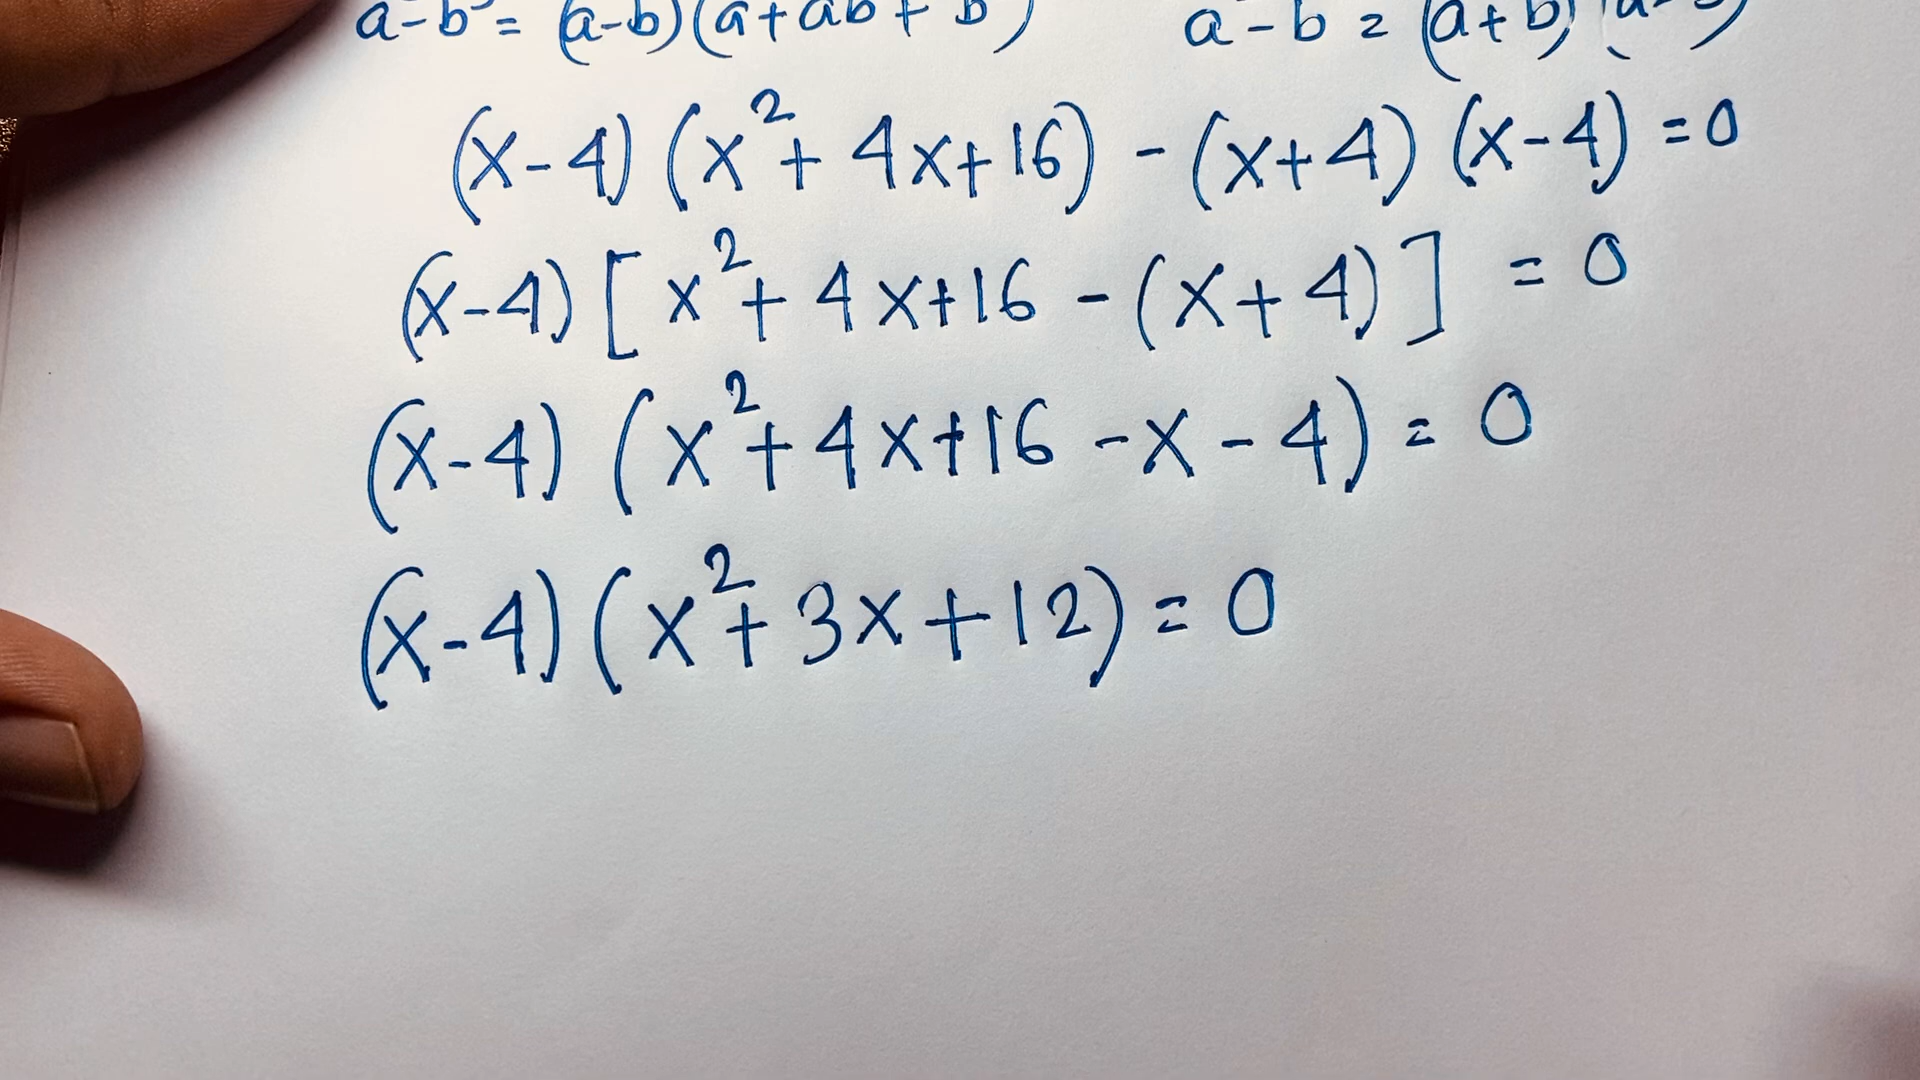 a-b = (a-b)(a+ab+b) a-b = (a+b)(a-
(x-4)(x²+4x+16)-(x+4)(x-4)=0
(x-4)[x²+4x+16-(x+4)]=0
(x-4)(x²+4x+16-x-4)=0
(x-4)(x²+3x+12)=0